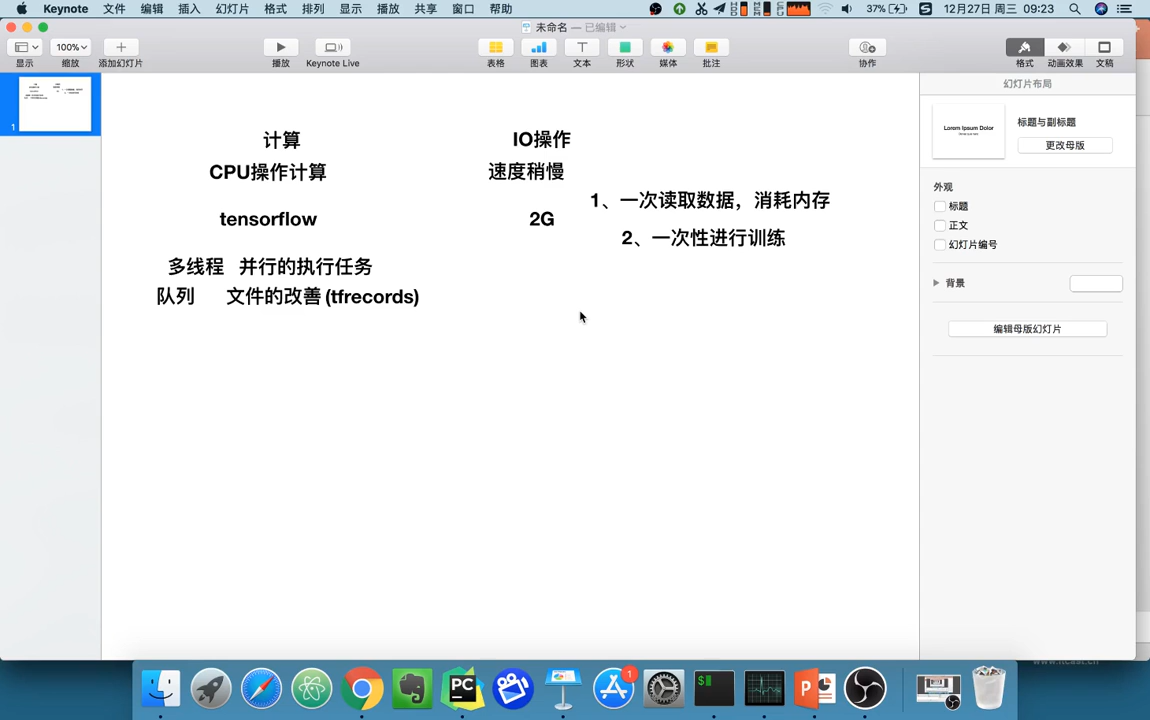 Keynote 文件 编辑 插入 幻灯片 格式 排列 显示 播放 共享 窗口 帮助 37% 12月27日 周三 09:23
未命名 — 已编辑
100%
显示 缩放 添加幻灯片 播放 Keynote Live 表格 图表 文本 形状 媒体 批注 协作 格式 动画效果 文稿
幻灯片布局
1
Lorem Ipsum Dolor
标题与副标题
更改母版
外观
标题
正文
幻灯片编号
背景
编辑母版幻灯片
计算 IO操作
CPU操作计算 速度稍慢
1、一次读取数据，消耗内存
tensorflow 2G
2、一次性进行训练
多线程 并行的执行任务
队列 文件的改善(tfrecords)
www.itcast.cn
PC
1
$
P